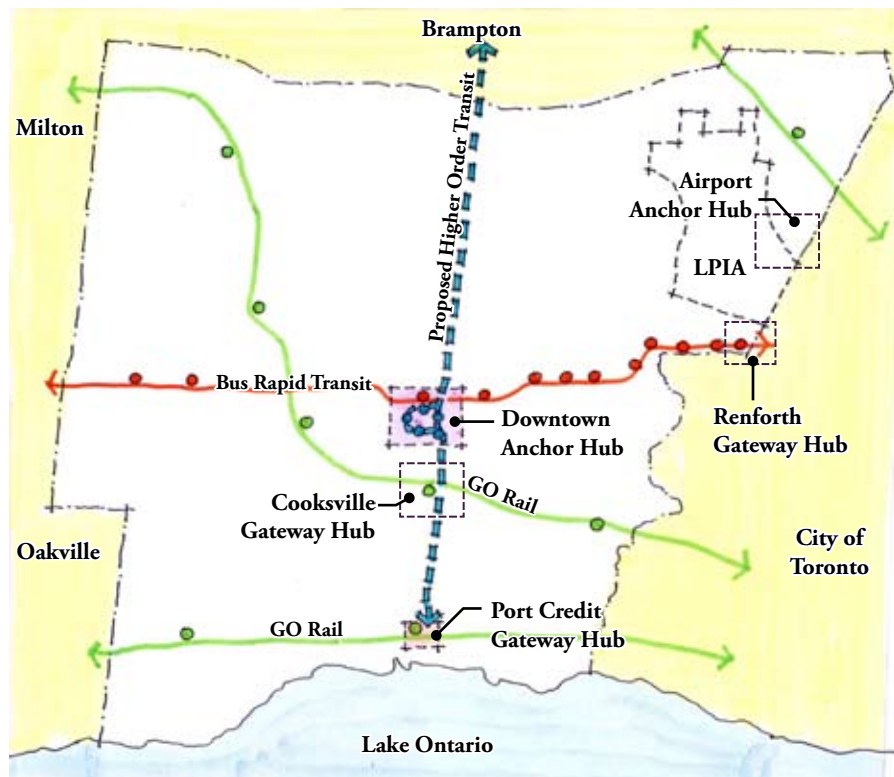 Brampton
Milton
Proposed Higher Order Transit
Airport
Anchor Hub
LPIA
Bus Rapid Transit
Downtown
Anchor Hub
Renforth
Gateway Hub
Cooksville
Gateway Hub
GO Rail
Oakville
City of
Toronto
GO Rail
Port Credit
Gateway Hub
Lake Ontario